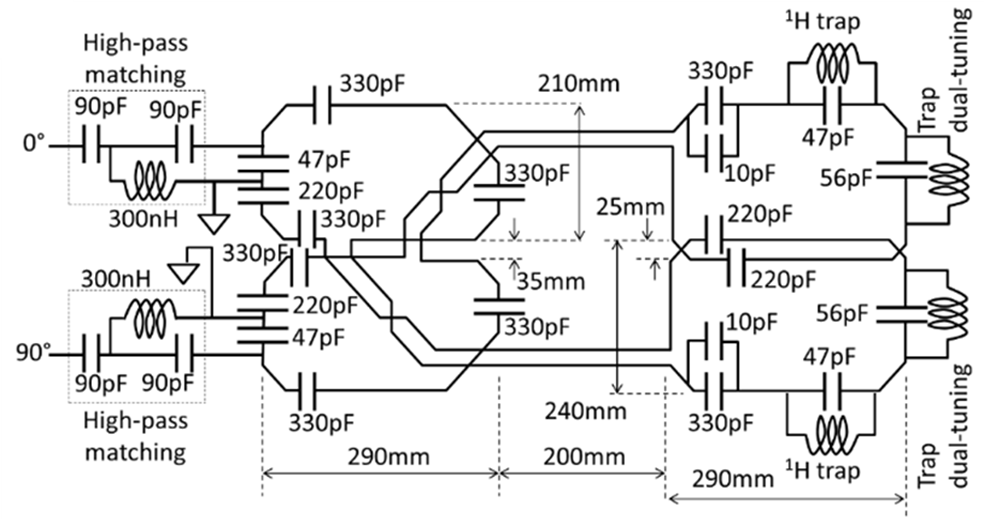 High-pass
matching
90pF
90pF
0°
300nH
330pF
47pF
220pF
330pF
330pF
210mm
330pF
10pF
¹H trap
47pF
Trap
dual-tuning
56pF
25mm
220pF
220pF
35mm
330pF
300nH
330pF
220pF
47pF
90°
90pF
90pF
High-pass
matching
330pF
240mm
10pF
330pF
56pF
47pF
¹H trap
Trap
dual-tuning
290mm
200mm
290mm